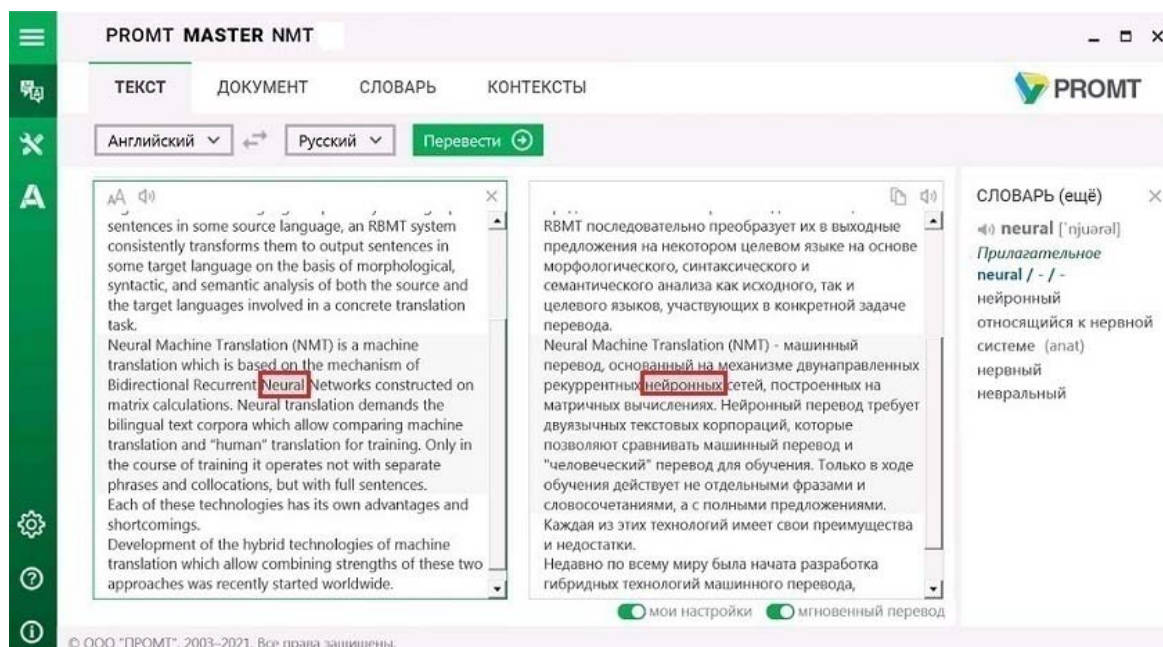 PROMT MASTER NMT
ТЕКСТ ДОКУМЕНТ СЛОВАРЬ КОНТЕКСТЫ
PROMT
Английский Русский Перевести
sentences in some source language, an RBMT system
consistently transforms them to output sentences in
some target language on the basis of morphological,
syntactic, and semantic analysis of both the source and
the target languages involved in a concrete translation
task.
Neural Machine Translation (NMT) is a machine
translation which is based on the mechanism of
Bidirectional Recurrent Neural Networks constructed on
matrix calculations. Neural translation demands the
bilingual text corpora which allow comparing machine
translation and "human" translation for training. Only in
the course of training it operates not with separate
phrases and collocations, but with full sentences.
Each of these technologies has its own advantages and
shortcomings.
Development of the hybrid technologies of machine
translation which allow combining strengths of these two
approaches was recently started worldwide.
RBMT последовательно преобразует их в выходные
предложения на некотором целевом языке на основе
морфологического, синтаксического и
семантического анализа как исходного, так и
целевого языков, участвующих в конкретной задаче
перевода.
Neural Machine Translation (NMT) - машинный
перевод, основанный на механизме двунаправленных
рекуррентных нейронных сетей, построенных на
матричных вычислениях. Нейронный перевод требует
двуязычных текстовых корпораций, которые
позволяют сравнивать машинный перевод и
"человеческий" перевод для обучения. Только в ходе
обучения действует не отдельными фразами и
словосочетаниями, а с полными предложениями.
Каждая из этих технологий имеет свои преимущества
и недостатки.
Недавно по всему миру была начата разработка
гибридных технологий машинного перевода,
СЛОВАРЬ (ещё)
neural [ˈnjuərəl]
Прилагательное
neural / - / -
нейронный
относящийся к нервной
системе (anat)
нервный
невральный
мои настройки мгновенный перевод
© ООО "ПРОМТ", 2003–2021. Все права защищены.